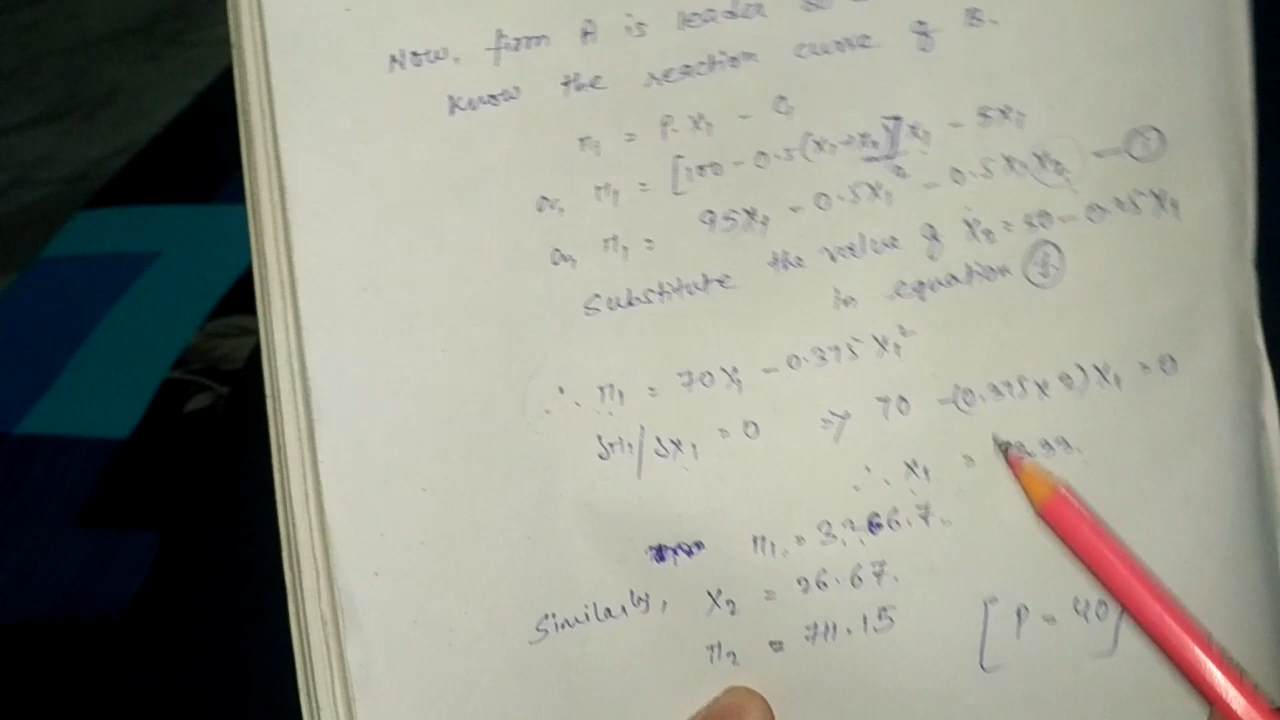 Now, firm A is leader so
know the reaction curve of B.
π₁ = P·X₁ - C₁
or, π₁ = [100 - 0.5(X₁+X₂)]X₁ - 5X₁
or, π₁ = 95X₁ - 0.5X₁² - 0.5X₁X₂ — ①
Substitute the value of X₂ = 50 - 0.25X₁
in equation ①
∴ π₁ = 70X₁ - 0.375X₁²
δπ₁/δX₁ = 0 ⇒ 70 - (0.375×2)X₁ = 0
∴ X₁ =
π₁ = 3,266.7.
Similarly, X₂ = 26.67.
π₂ = 711.15 [P = 40]